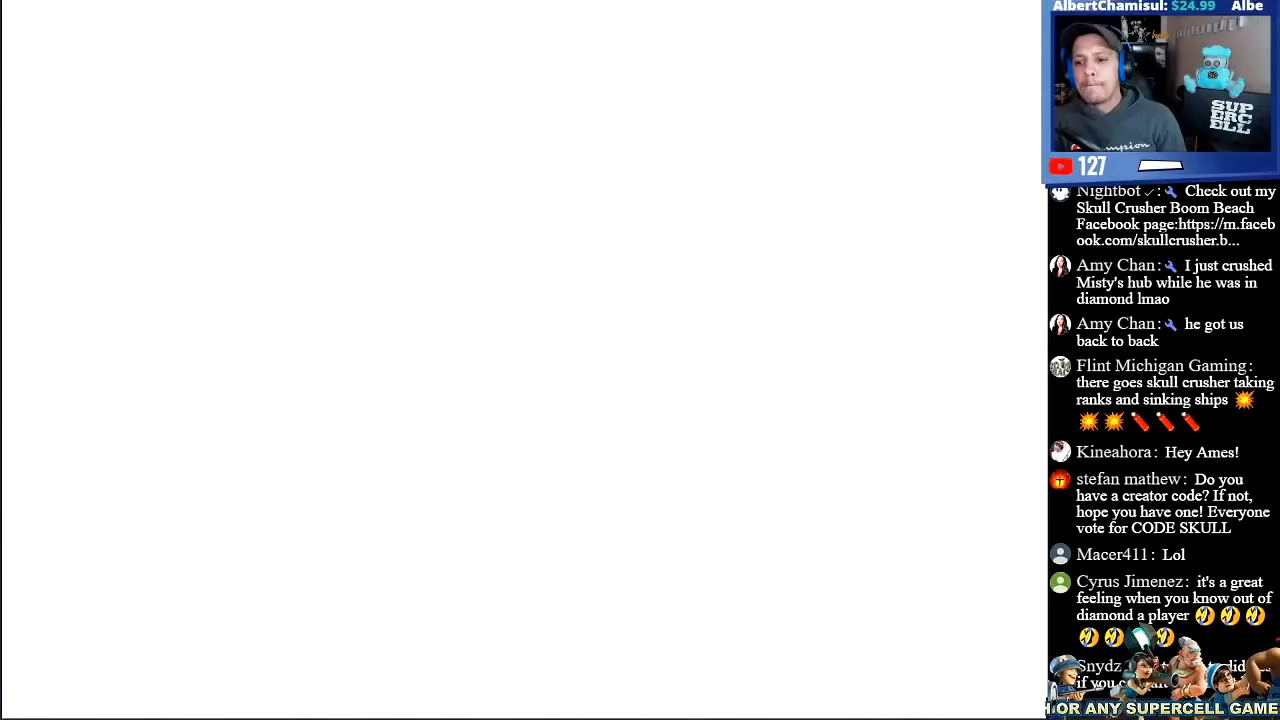 AlbertChamisul: $24.99 Albe
SUP
ERC
ELL
127
Nightbot : Check out my
Skull Crusher Boom Beach
Facebook page:https://m.faceb
ook.com/skullcrusher.b...
Amy Chan: I just crushed
Misty's hub while he was in
diamond lmao
Amy Chan: he got us
back to back
Flint Michigan Gaming:
there goes skull crusher taking
ranks and sinking ships
Kineahora: Hey Ames!
stefan mathew: Do you
have a creator code? If not,
hope you have one! Everyone
vote for CODE SKULL
Macer411: Lol
Cyrus Jimenez: it's a great
feeling when you know out of
diamond a player
Snydz did
if you
OR ANY SUPERCELL GAME